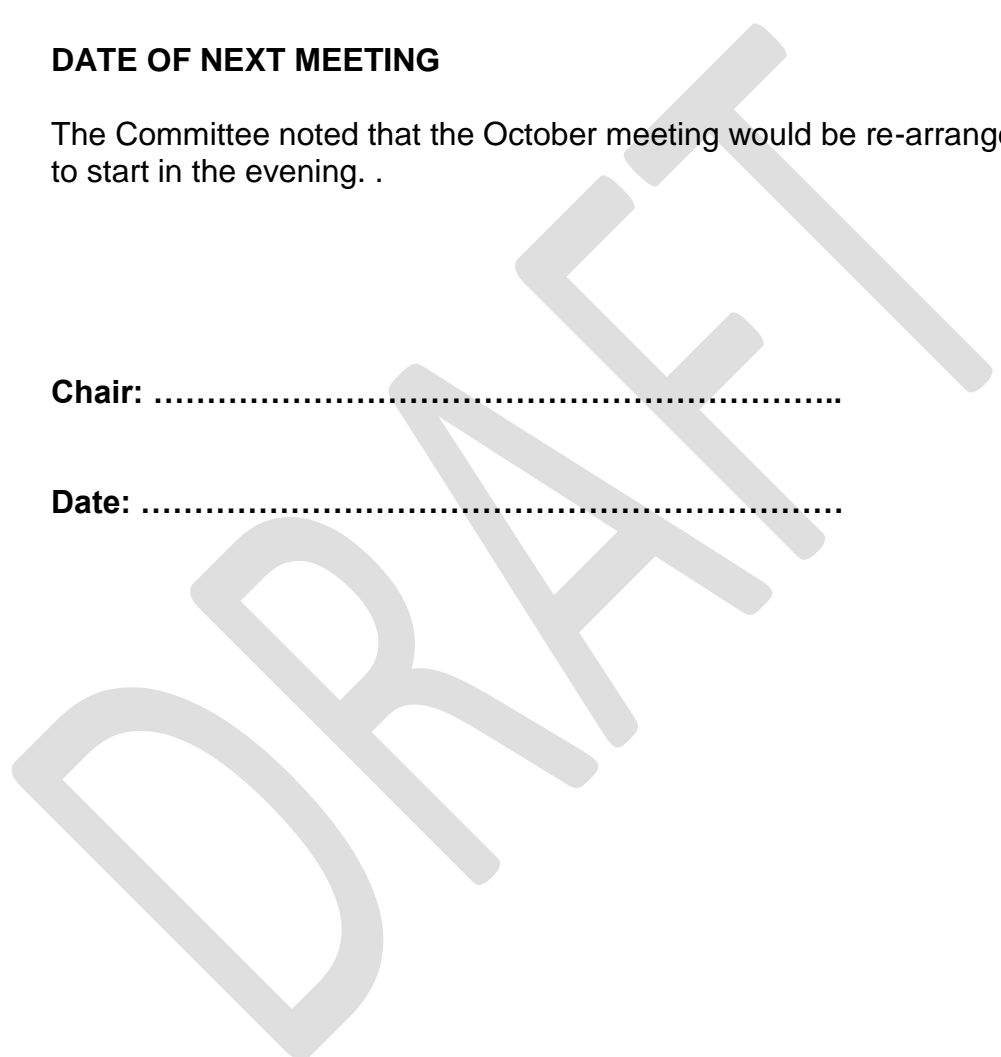 DATE OF NEXT MEETING
The Committee noted that the October meeting would be re-arrange
to start in the evening. .
Chair: …………………………………………………………..
Date: ……………………………………………………………
DRAFT